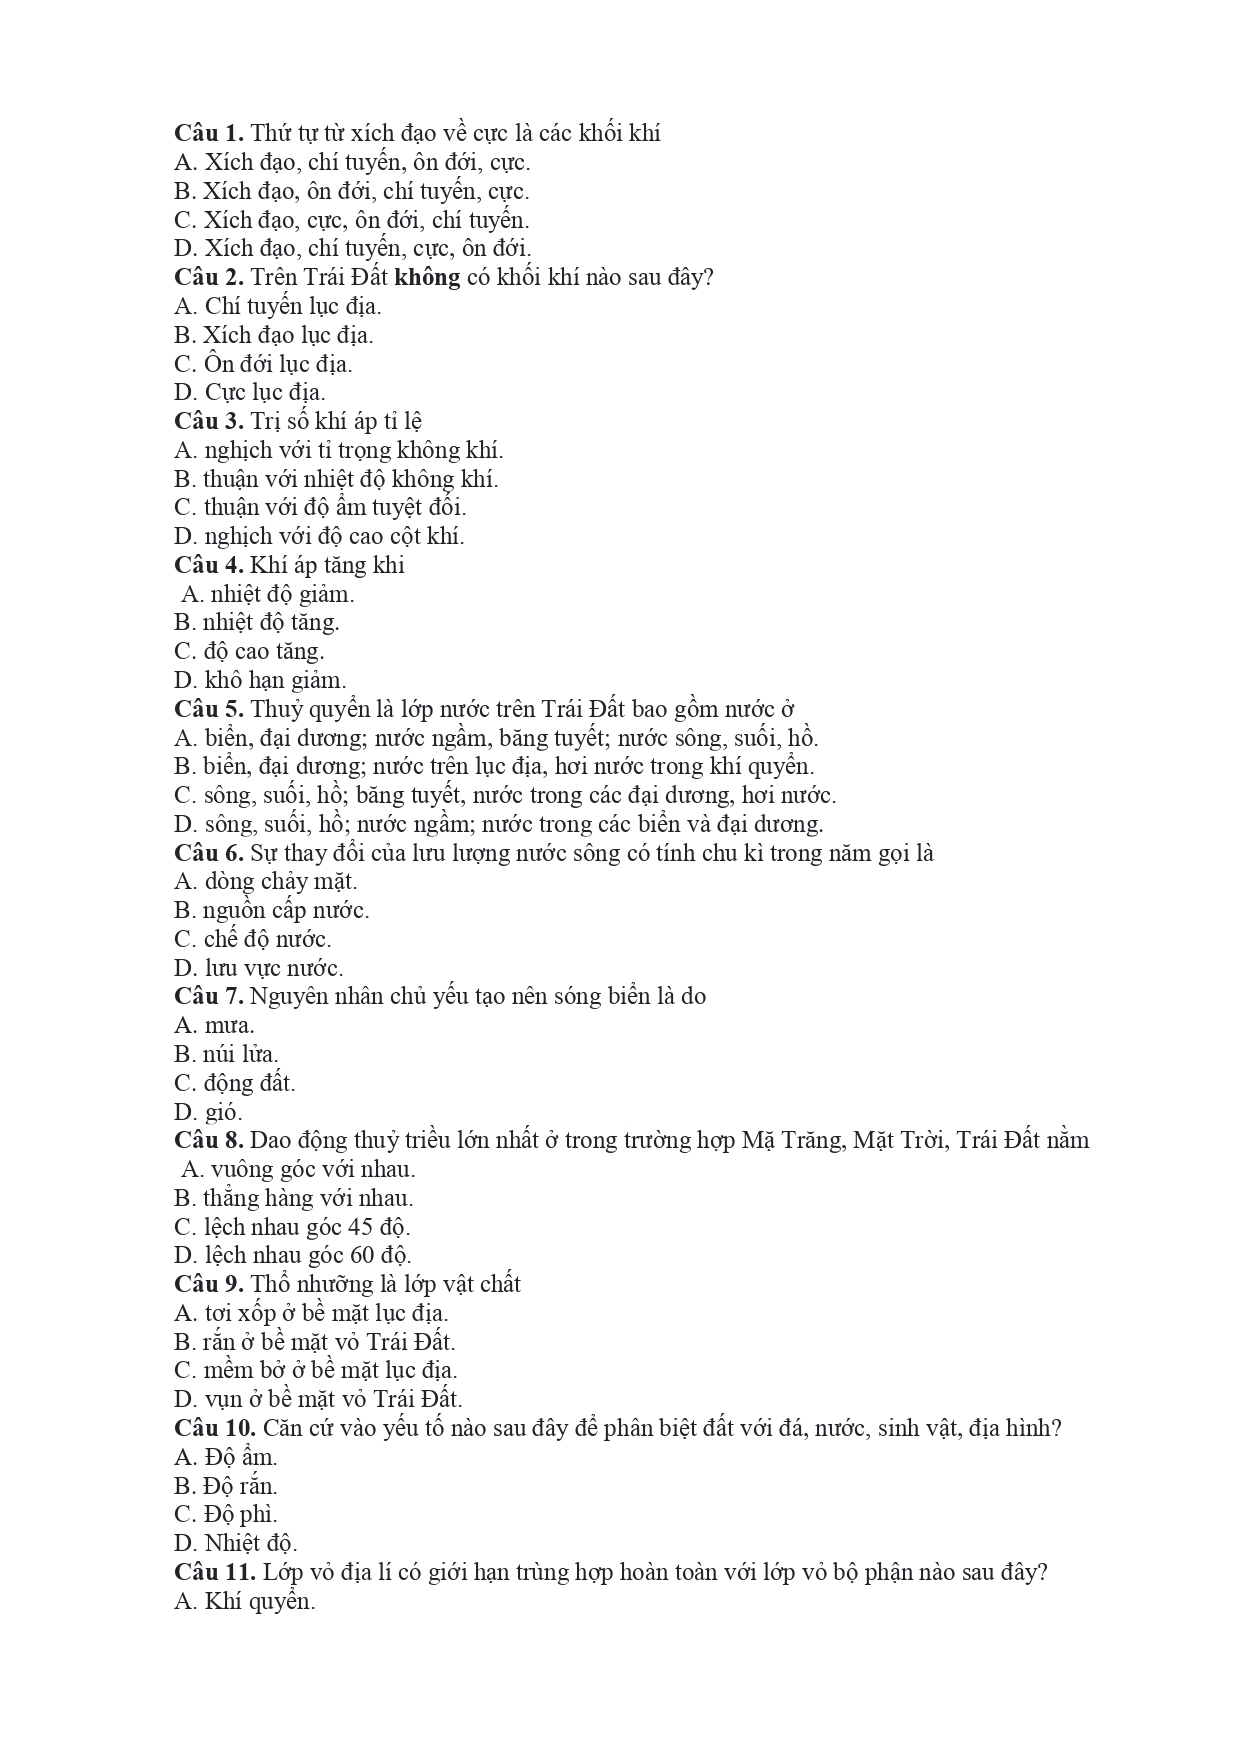 Câu 1. Thứ tự từ xích đạo về cực là các khối khí
A. Xích đạo, chí tuyến, ôn đới, cực.
B. Xích đạo, ôn đới, chí tuyến, cực.
C. Xích đạo, cực, ôn đới, chí tuyến.
D. Xích đạo, chí tuyến, cực, ôn đới.
Câu 2. Trên Trái Đất không có khối khí nào sau đây?
A. Chí tuyến lục địa.
B. Xích đạo lục địa.
C. Ôn đới lục địa.
D. Cực lục địa.
Câu 3. Trị số khí áp tỉ lệ
A. nghịch với tỉ trọng không khí.
B. thuận với nhiệt độ không khí.
C. thuận với độ ẩm tuyệt đối.
D. nghịch với độ cao cột khí.
Câu 4. Khí áp tăng khi
A. nhiệt độ giảm.
B. nhiệt độ tăng.
C. độ cao tăng.
D. khô hạn giảm.
Câu 5. Thuỷ quyển là lớp nước trên Trái Đất bao gồm nước ở
A. biển, đại dương; nước ngầm, băng tuyết; nước sông, suối, hồ.
B. biển, đại dương; nước trên lục địa, hơi nước trong khí quyển.
C. sông, suối, hồ; băng tuyết, nước trong các đại dương, hơi nước.
D. sông, suối, hồ; nước ngầm; nước trong các biển và đại dương.
Câu 6. Sự thay đổi của lưu lượng nước sông có tính chu kì trong năm gọi là
A. dòng chảy mặt.
B. nguồn cấp nước.
C. chế độ nước.
D. lưu vực nước.
Câu 7. Nguyên nhân chủ yếu tạo nên sóng biển là do
A. mưa.
B. núi lửa.
C. động đất.
D. gió.
Câu 8. Dao động thuỷ triều lớn nhất ở trong trường hợp Mặ Trăng, Mặt Trời, Trái Đất nằm
A. vuông góc với nhau.
B. thẳng hàng với nhau.
C. lệch nhau góc 45 độ.
D. lệch nhau góc 60 độ.
Câu 9. Thổ nhưỡng là lớp vật chất
A. tơi xốp ở bề mặt lục địa.
B. rắn ở bề mặt vỏ Trái Đất.
C. mềm bở ở bề mặt lục địa.
D. vụn ở bề mặt vỏ Trái Đất.
Câu 10. Căn cứ vào yếu tố nào sau đây để phân biệt đất với đá, nước, sinh vật, địa hình?
A. Độ ẩm.
B. Độ rắn.
C. Độ phì.
D. Nhiệt độ.
Câu 11. Lớp vỏ địa lí có giới hạn trùng hợp hoàn toàn với lớp vỏ bộ phận nào sau đây?
A. Khí quyển.